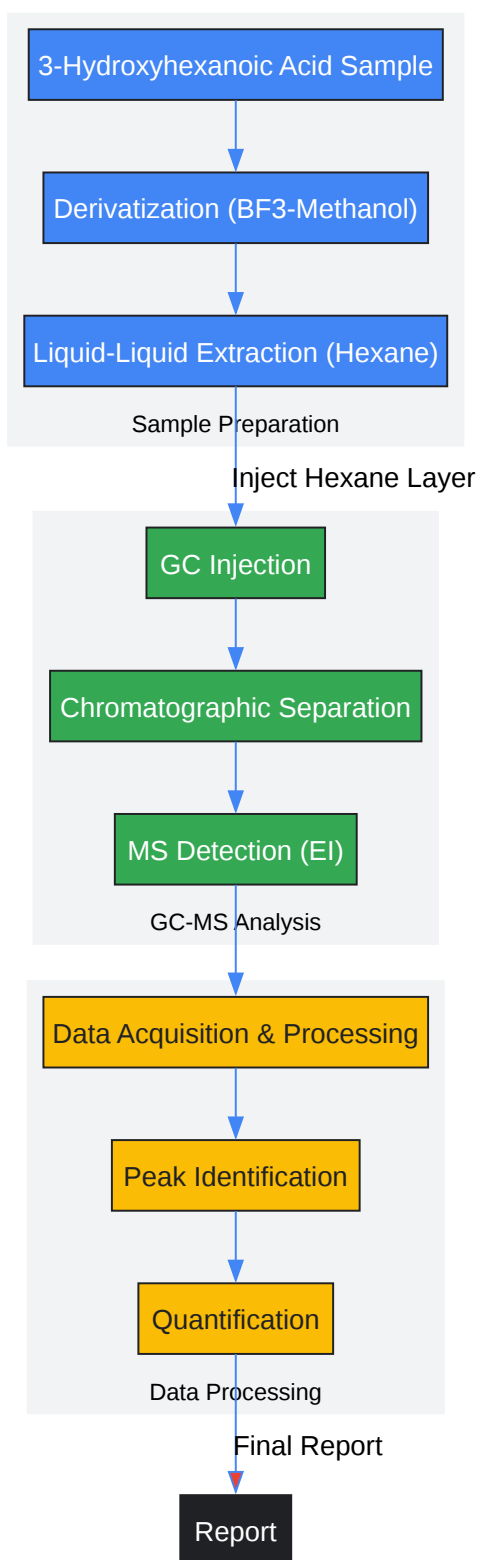 3-Hydroxyhexanoic Acid Sample
Derivatization (BF3-Methanol)
Liquid-Liquid Extraction (Hexane)
Sample Preparation
Inject Hexane Layer
GC Injection
Chromatographic Separation
MS Detection (EI)
GC-MS Analysis
Data Acquisition & Processing
Peak Identification
Quantification
Data Processing
Final Report
Report